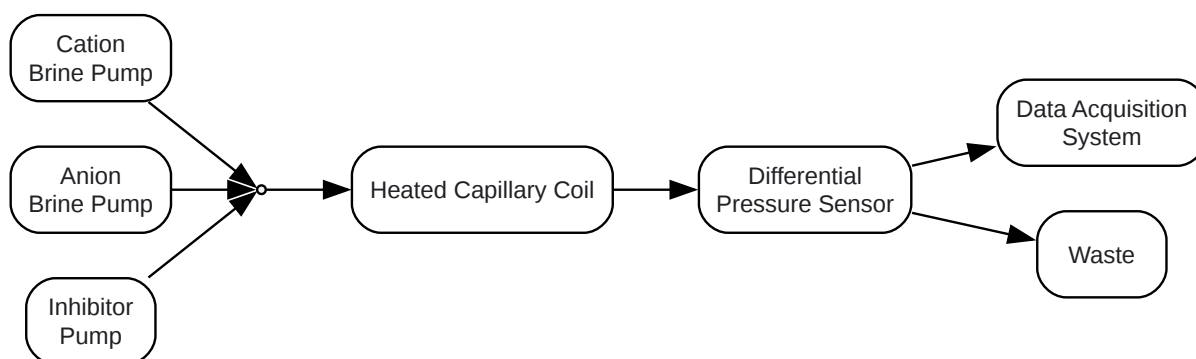 Cation
Brine Pump
Anion
Brine Pump
Inhibitor
Pump
Heated Capillary Coil
Differential
Pressure Sensor
Data Acquisition
System
Waste